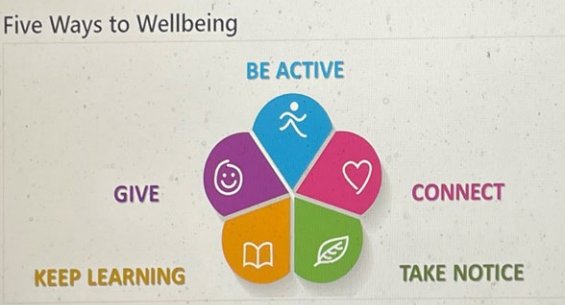 Five Ways to Wellbeing
BE ACTIVE
GIVE
CONNECT
KEEP LEARNING
TAKE NOTICE